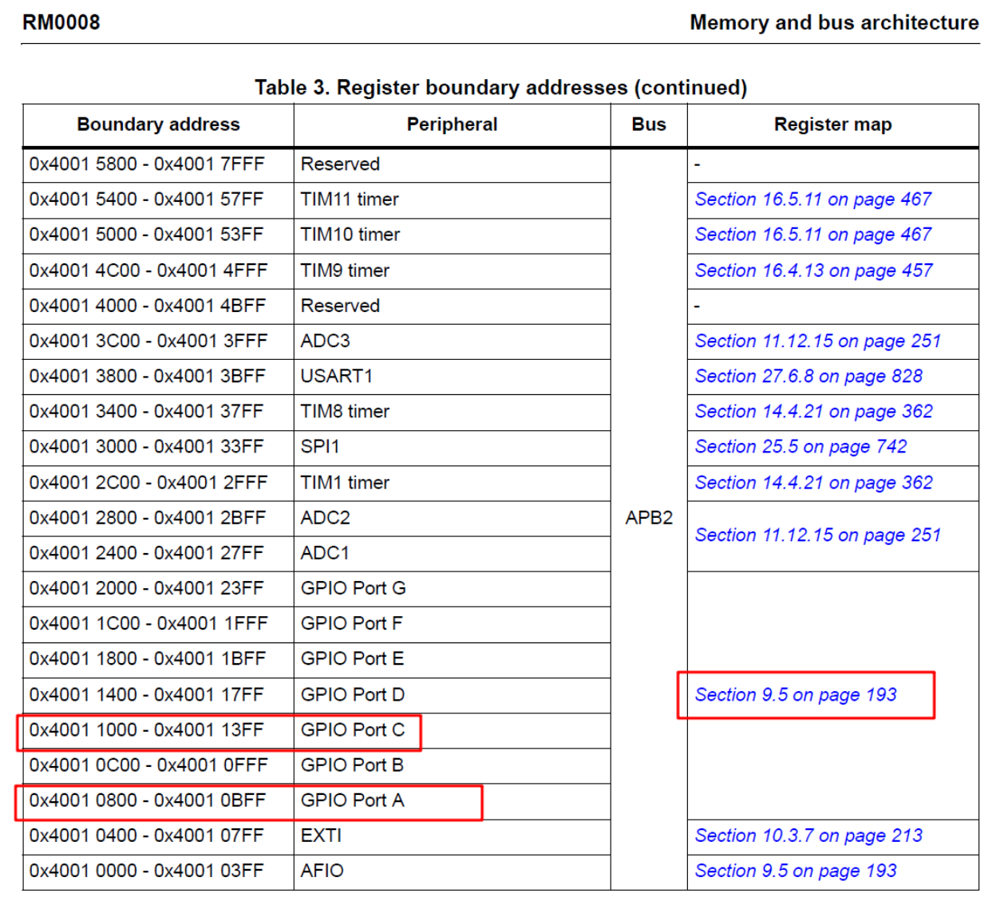 RM0008 Memory and bus architecture
Table 3. Register boundary addresses (continued)
Boundary address Peripheral Bus Register map
0x4001 5800 - 0x4001 7FFF Reserved -
0x4001 5400 - 0x4001 57FF TIM11 timer Section 16.5.11 on page 467
0x4001 5000 - 0x4001 53FF TIM10 timer Section 16.5.11 on page 467
0x4001 4C00 - 0x4001 4FFF TIM9 timer Section 16.4.13 on page 457
0x4001 4000 - 0x4001 4BFF Reserved -
0x4001 3C00 - 0x4001 3FFF ADC3 Section 11.12.15 on page 251
0x4001 3800 - 0x4001 3BFF USART1 Section 27.6.8 on page 828
0x4001 3400 - 0x4001 37FF TIM8 timer Section 14.4.21 on page 362
0x4001 3000 - 0x4001 33FF SPI1 Section 25.5 on page 742
0x4001 2C00 - 0x4001 2FFF TIM1 timer Section 14.4.21 on page 362
0x4001 2800 - 0x4001 2BFF ADC2 APB2
Section 11.12.15 on page 251
0x4001 2400 - 0x4001 27FF ADC1
0x4001 2000 - 0x4001 23FF GPIO Port G
0x4001 1C00 - 0x4001 1FFF GPIO Port F
0x4001 1800 - 0x4001 1BFF GPIO Port E
0x4001 1400 - 0x4001 17FF GPIO Port D Section 9.5 on page 193
0x4001 1000 - 0x4001 13FF GPIO Port C
0x4001 0C00 - 0x4001 0FFF GPIO Port B
0x4001 0800 - 0x4001 0BFF GPIO Port A
0x4001 0400 - 0x4001 07FF EXTI Section 10.3.7 on page 213
0x4001 0000 - 0x4001 03FF AFIO Section 9.5 on page 193